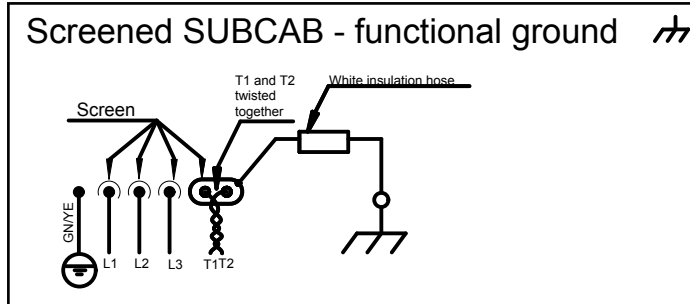 Screened SUBCAB - functional ground
T1 and T2
twisted
together
White insulation hose
Screen
GN/YE
L1
L2
L3
T1T2